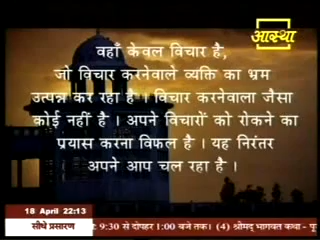 आस्था
वहाँ केवल विचार है,
जो विचार करनेवाले व्यक्ति का भ्रम
उत्पन्न कर रहा है । विचार करनेवाला जैसा
कोई नहीं है । अपने विचारों को रोकने का
प्रयास करना विफल है । यह निरंतर
अपने आप चल रहा है ।
18 April 22:13
सीधे प्रसारण
: 9:30 से दोपहर 1:00 बजे तक। (4) श्रीमद् भागवत कथा - पू